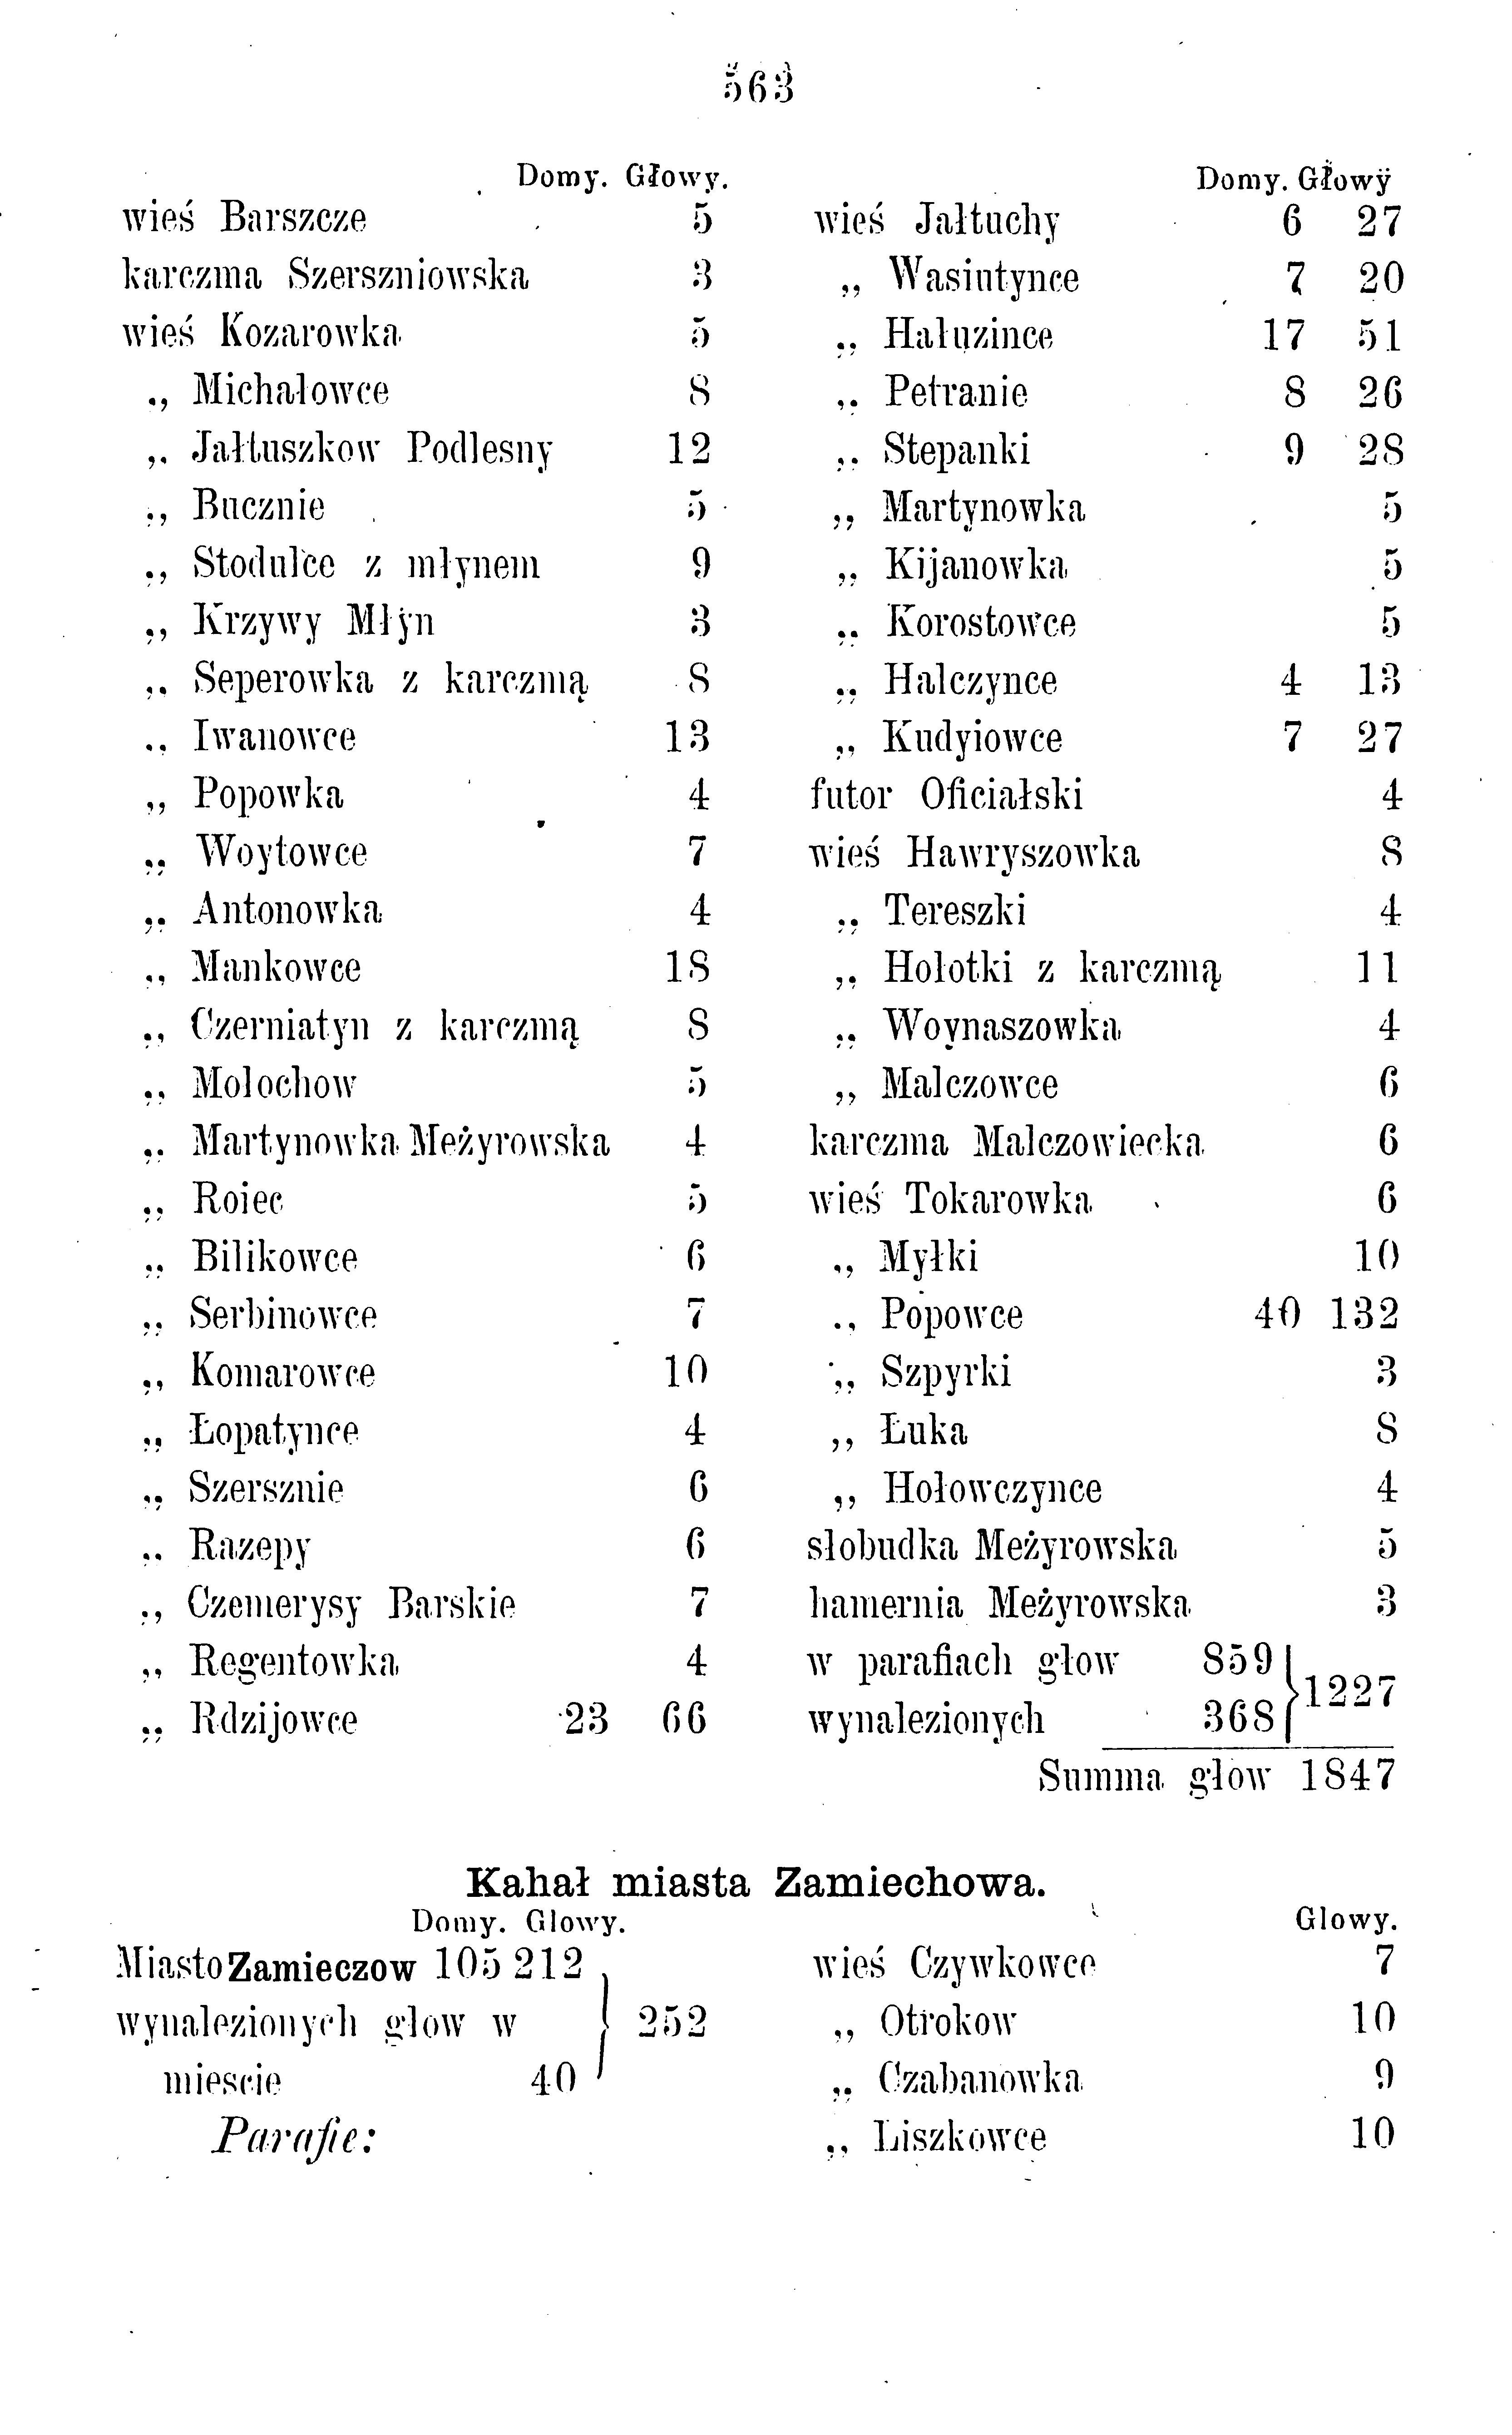 563
Domy. Głowy.
wieś Barszcze 5
karczma Szerszniowska 3
wieś Kozarowka 5
„ Michałowce 8
„ Jałtuszkow Podlesny 12
„ Bucznie 5
„ Stodulce z młynem 9
„ Krzywy Młyn 3
„ Seperowka z karczmą 8
„ Iwanowce 13
„ Popowka 4
„ Woytowce 7
„ Antonowka 4
„ Mankowce 18
„ Czerniatyn z karczmą 8
„ Molochow 5
„ Martynowka Meżyrowska 4
„ Roiec 5
„ Bilikowce 6
„ Serbinowce 7
„ Komarowce 10
„ Łopatynce 4
„ Szersznie 6
„ Razepy 6
„ Czemerysy Barskie 7
„ Regentowka 4
„ Rdzijowce 23 66
Domy. Głowy
wieś Jałtuchy 6 27
„ Wasiutynce 7 20
„ Hałuzince 17 51
„ Petranie 8 26
„ Stepanki 9 28
„ Martynowka 5
„ Kijanowka 5
„ Korostowce 5
„ Halczynce 4 13
„ Kudyiowce 7 27
futor Oficiałski 4
wieś Hawryszowka 8
„ Tereszki 4
„ Hołotki z karczmą 11
„ Woynaszowka 4
„ Malczowce 6
karczma Malczowiecka 6
wieś Tokarowka 6
„ Myłki 10
„ Popowce 40 132
„ Szpyrki 3
„ Łuka 8
„ Hołowczynce 4
słobudka Meżyrowska 5
hamernia Meżyrowska 3
w parafiach głow 859
wynalezionych 368 } 1227
Summa głow 1847
Kahał miasta Zamiechowa.
Domy. Glowy.
Miasto Zamieczow 105 212
wynalezionych głow w } 252
miescie 40
Parafie:
Glowy.
wieś Czywkowce 7
„ Otrokow 10
„ Czabanowka 9
„ Liszkowce 10